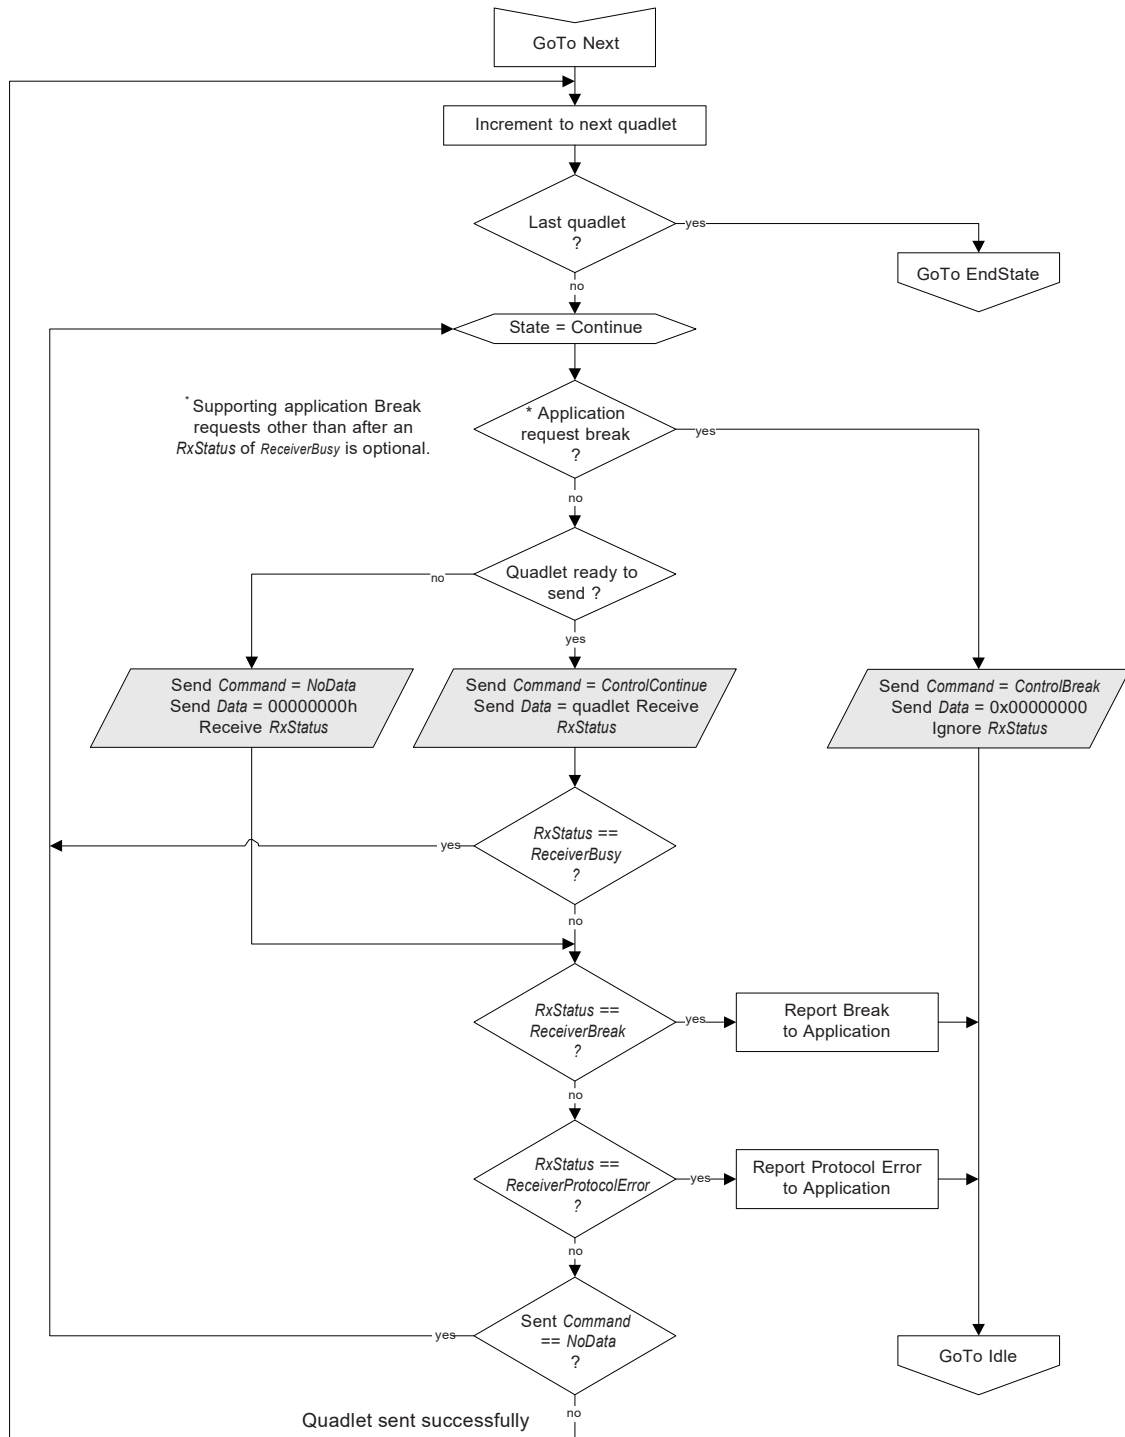 GoTo Next
Increment to next quadlet
Last quadlet
?
yes
GoTo EndState
no
State = Continue
* Supporting application Break
requests other than after an
RxStatus of ReceiverBusy is optional.
* Application
request break
?
yes
no
Quadlet ready to
send ?
no
yes
Send Command = NoData
Send Data = 00000000h
Receive RxStatus
Send Command = ControlContinue
Send Data = quadlet Receive
RxStatus
Send Command = ControlBreak
Send Data = 0x00000000
Ignore RxStatus
RxStatus ==
ReceiverBusy
?
yes
no
RxStatus ==
ReceiverBreak
?
yes
Report Break
to Application
no
RxStatus ==
ReceiverProtocolError
?
yes
Report Protocol Error
to Application
no
Sent Command
== NoData
?
yes
GoTo Idle
no
Quadlet sent successfully